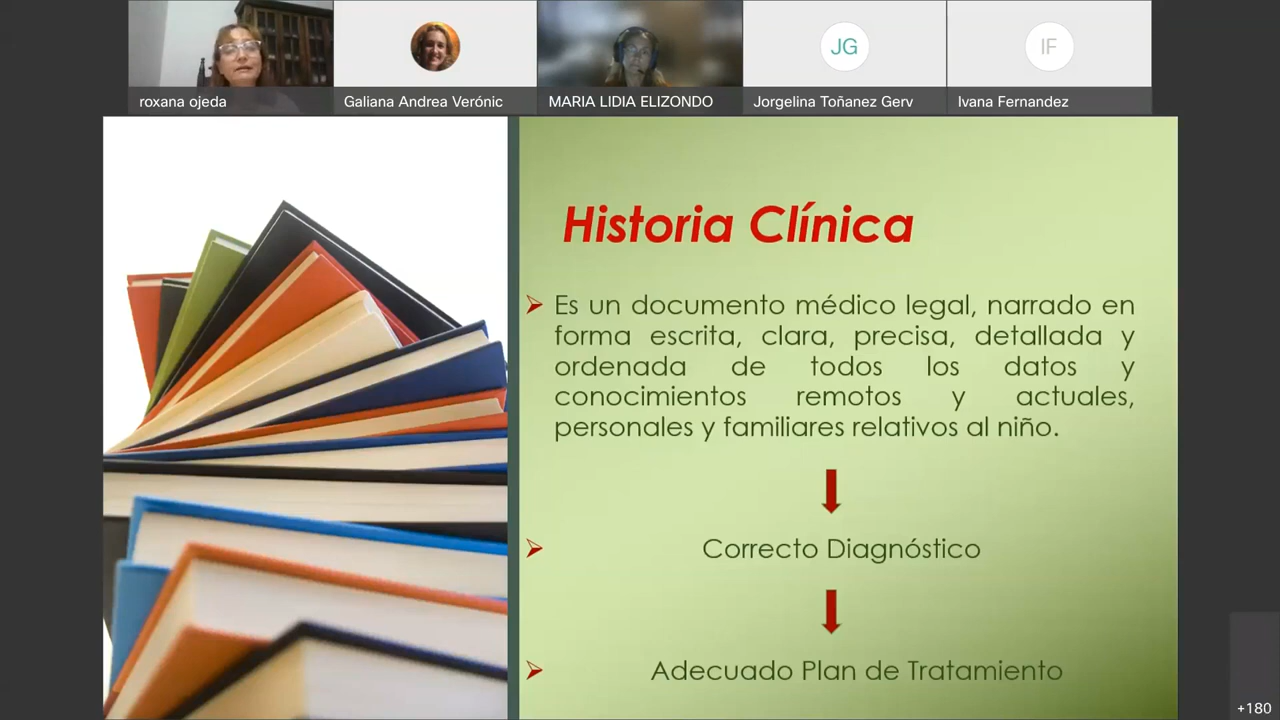 roxana ojeda
Galiana Andrea Verónic
MARIA LIDIA ELIZONDO
JG
Jorgelina Toñanez Gerv
IF
Ivana Fernandez
Historia Clínica
Es un documento médico legal, narrado en
forma escrita, clara, precisa, detallada y
ordenada de todos los datos y
conocimientos remotos y actuales,
personales y familiares relativos al niño.
Correcto Diagnóstico
Adecuado Plan de Tratamiento
+180